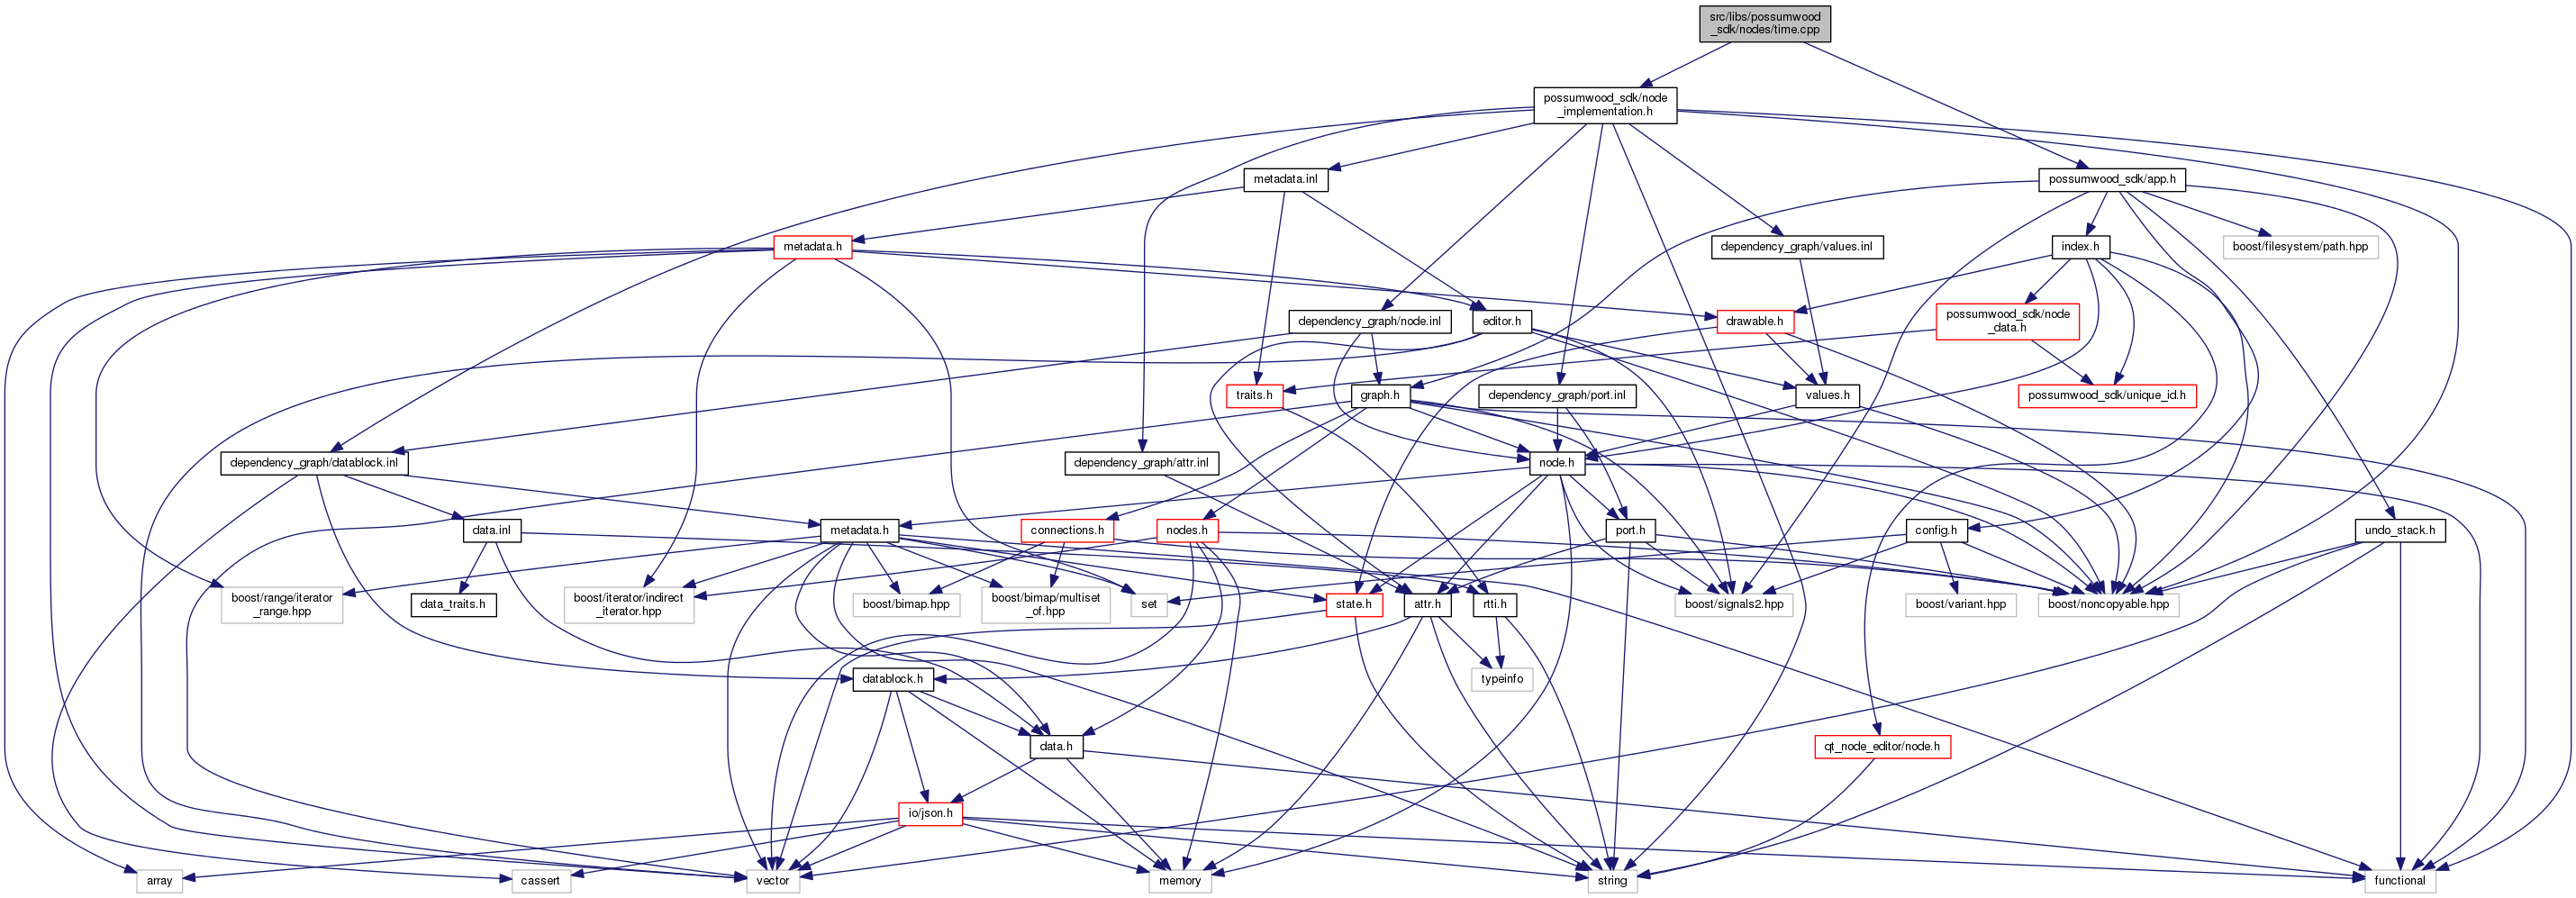 src/libs/possumwood
_sdk/nodes/time.cpp
possumwood_sdk/node
_implementation.h
metadata.inl
possumwood_sdk/app.h
metadata.h
dependency_graph/values.inl
index.h
boost/filesystem/path.hpp
dependency_graph/node.inl
editor.h
drawable.h
possumwood_sdk/node
_data.h
traits.h
graph.h
dependency_graph/port.inl
values.h
possumwood_sdk/unique_id.h
dependency_graph/datablock.inl
dependency_graph/attr.inl
node.h
data.inl
metadata.h
connections.h
nodes.h
port.h
config.h
undo_stack.h
boost/range/iterator
_range.hpp
data_traits.h
boost/iterator/indirect
_iterator.hpp
boost/bimap.hpp
boost/bimap/multiset
_of.hpp
set
state.h
attr.h
rtti.h
boost/signals2.hpp
boost/variant.hpp
boost/noncopyable.hpp
datablock.h
typeinfo
data.h
qt_node_editor/node.h
io/json.h
array
cassert
vector
memory
string
functional